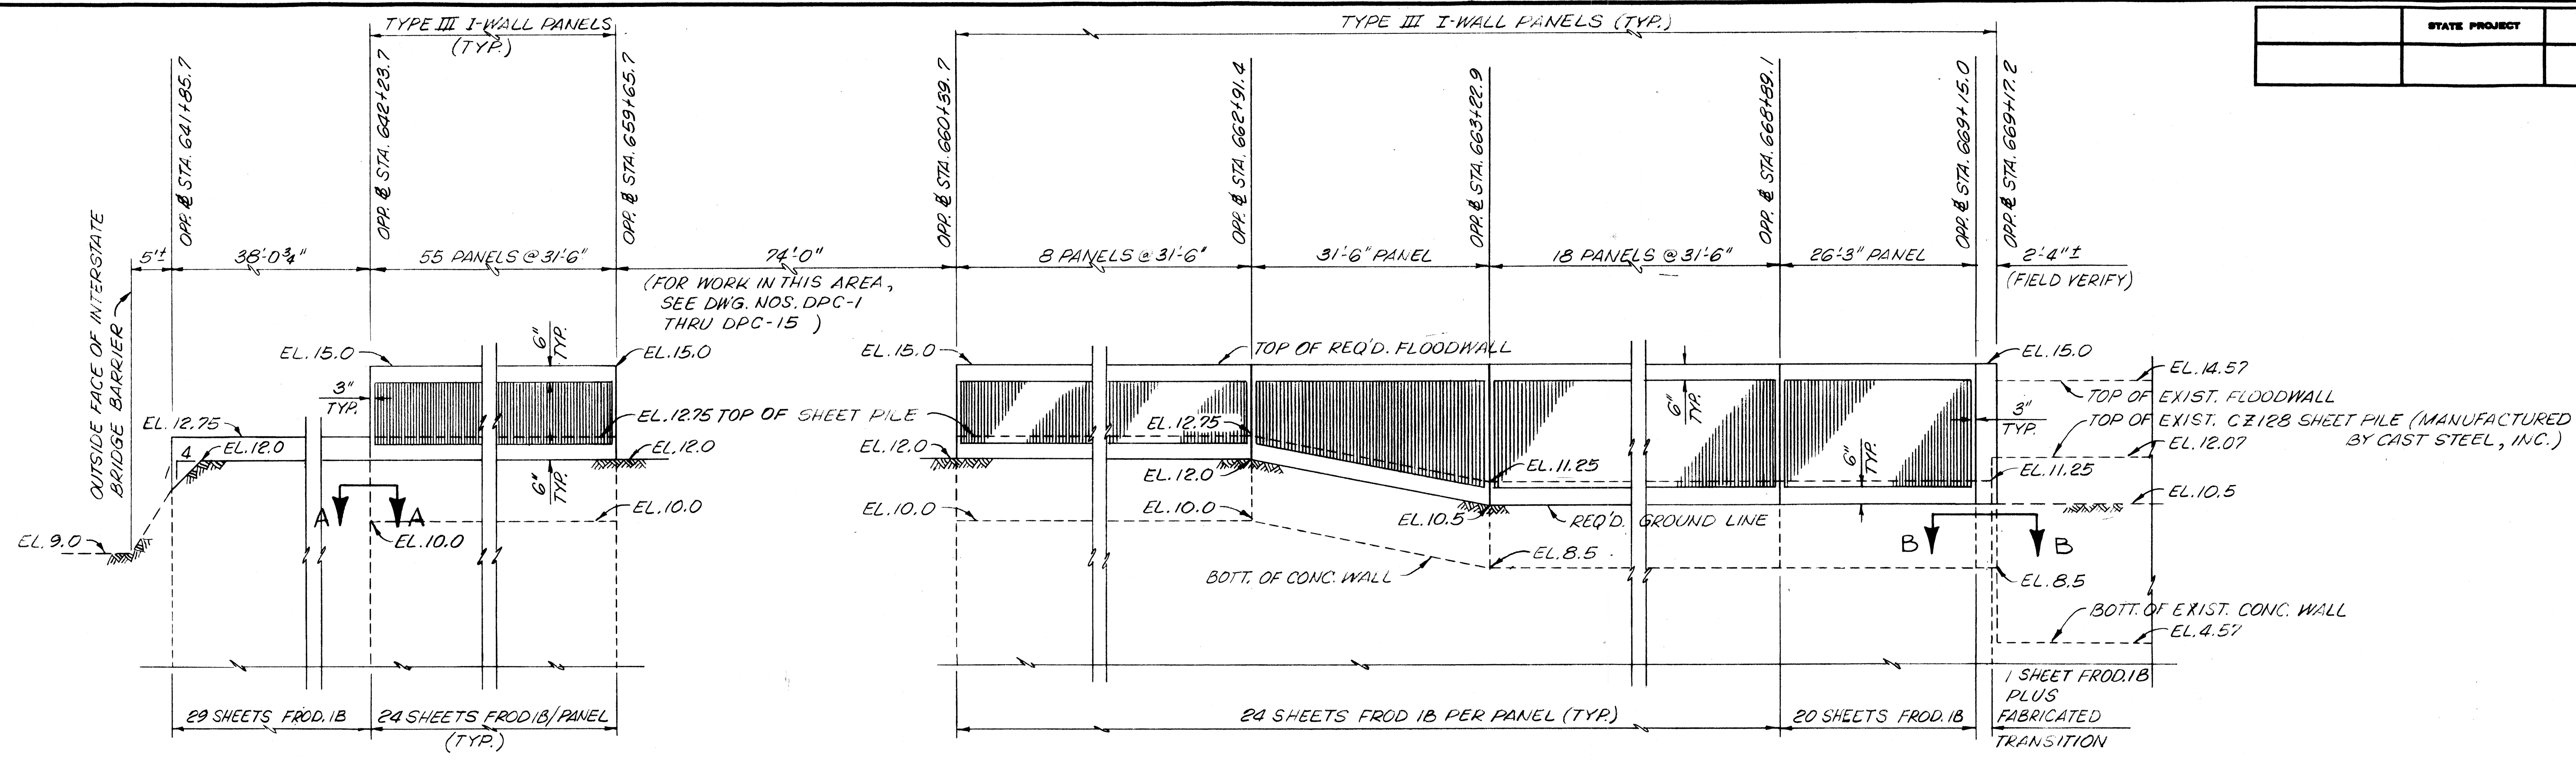 TYPE III I-WALL PANELS
(TYP.)
TYPE III I-WALL PANELS (TYP.)
STATE PROJECT
OPP. ℄ STA. 641+85.7
OPP. ℄ STA. 642+23.7
OPP. ℄ STA. 659+65.7
OPP. ℄ STA. 660+39.7
OPP. ℄ STA. 662+91.4
OPP. ℄ STA. 663+22.9
OPP. ℄ STA. 668+89.1
OPP. ℄ STA. 669+15.0
OPP. ℄ STA. 669+17.2
OUTSIDE FACE OF INTERSTATE
BRIDGE BARRIER
5'±
38'-0¾"
55 PANELS @ 31'-6"
74'-0"
8 PANELS @ 31'-6"
31'-6" PANEL
18 PANELS @ 31'-6"
26'-3" PANEL
2'-4"±
(FIELD VERIFY)
(FOR WORK IN THIS AREA,
SEE DWG. NOS. DPC-1
THRU DPC-15 )
EL. 15.0
6"
TYP.
EL. 15.0
EL. 15.0
TOP OF REQ'D. FLOODWALL
EL. 15.0
EL. 14.57
TOP OF EXIST. FLOODWALL
3"
TYP.
6"
TYP.
3"
TYP.
TOP OF EXIST. CZ128 SHEET PILE (MANUFACTURED
BY CAST STEEL, INC.)
EL. 12.75
EL. 12.75 TOP OF SHEET PILE
EL. 12.75
EL. 12.07
4
EL. 12.0
EL. 12.0
EL. 12.0
EL. 12.0
EL. 11.25
6"
TYP.
EL. 11.25
6"
TYP.
EL. 10.5
EL. 10.5
REQ'D. GROUND LINE
A
A
EL. 10.0
EL. 10.0
EL. 10.0
EL. 10.0
B
B
EL. 9.0
EL. 8.5
BOTT. OF CONC. WALL
EL. 8.5
BOTT. OF EXIST. CONC. WALL
EL. 4.57
29 SHEETS FROD. 1B
24 SHEETS FROD 1B/PANEL
(TYP.)
24 SHEETS FROD 1B PER PANEL (TYP.)
20 SHEETS FROD. 1B
1 SHEET FROD. 1B
PLUS
FABRICATED
TRANSITION